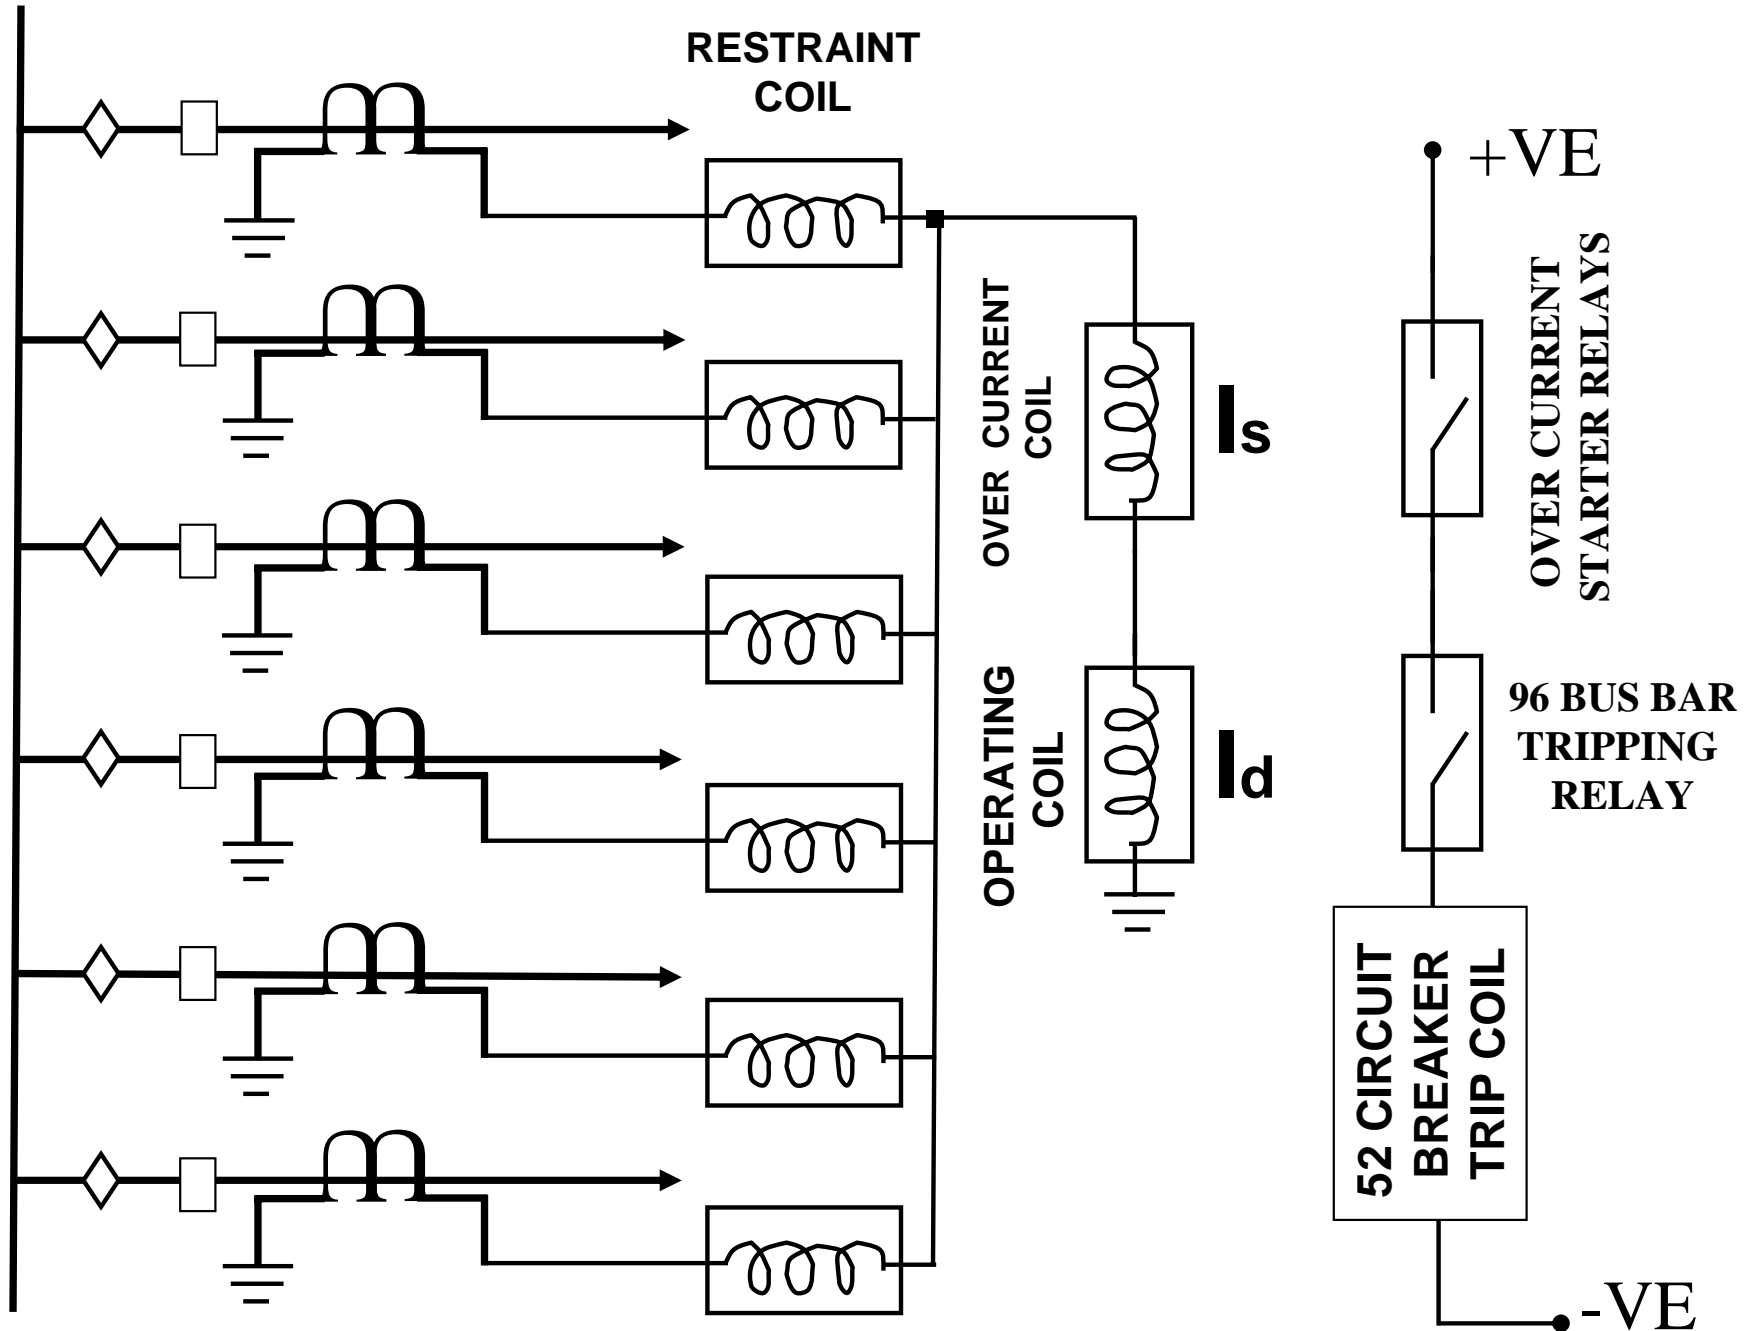 RESTRAINT
COIL
+VE
OVER CURRENT
COIL
Is
OVER CURRENT
STARTER RELAYS
OPERATING
COIL
Id
96 BUS BAR
TRIPPING
RELAY
52 CIRCUIT
BREAKER
TRIP COIL
-VE